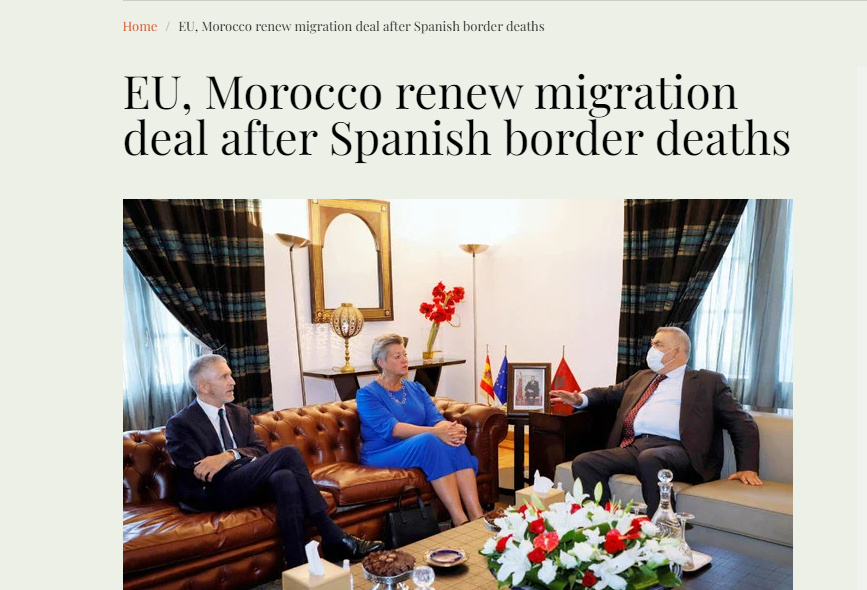 Home / EU, Morocco renew migration deal after Spanish border deaths
EU, Morocco renew migration
deal after Spanish border deaths